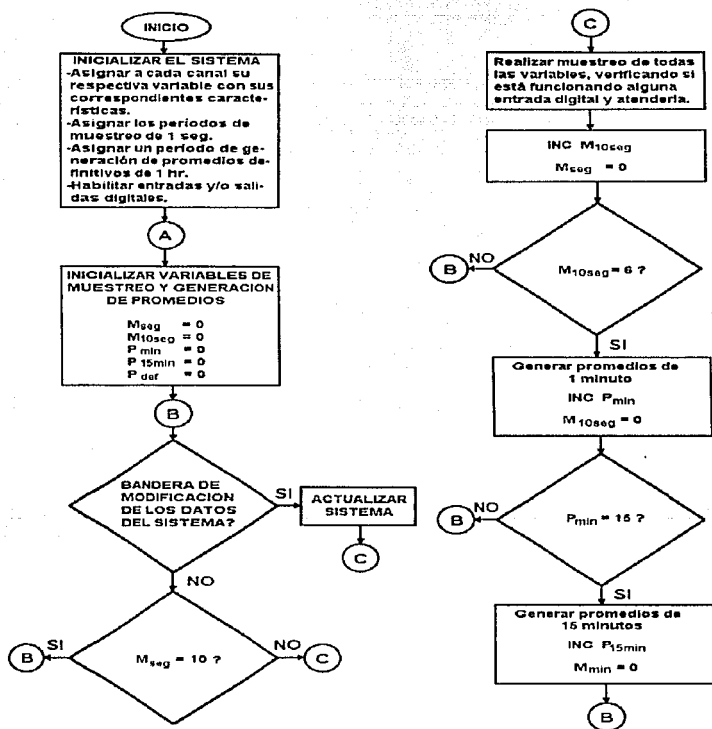 INICIO
INICIALIZAR EL SISTEMA
-Asignar a cada canal su
respectiva variable con sus
correspondientes caracte-
rísticas.
-Asignar los períodos de
muestreo de 1 seg.
-Asignar un período de ge-
neración de promedios de-
finitivos de 1 hr.
-Habilitar entradas y/o sali-
das digitales.
A
INICIALIZAR VARIABLES DE
MUESTREO Y GENERACION
DE PROMEDIOS
Mseg = 0
M10seg = 0
P min = 0
P 15min = 0
P def = 0
B
BANDERA DE
MODIFICACION
DE LOS DATOS
DEL SISTEMA?
SI
ACTUALIZAR
SISTEMA
C
NO
Mseg = 10 ?
SI
B
NO
C
C
Realizar muestreo de todas
las variables, verificando si
está funcionando alguna
entrada digital y atenderla.
INC M10seg
Mseg = 0
M10seg = 6 ?
NO
B
SI
Generar promedios de
1 minuto
INC Pmin
M10seg = 0
Pmin = 15 ?
NO
B
SI
Generar promedios de
15 minutos
INC P15min
Mmin = 0
B